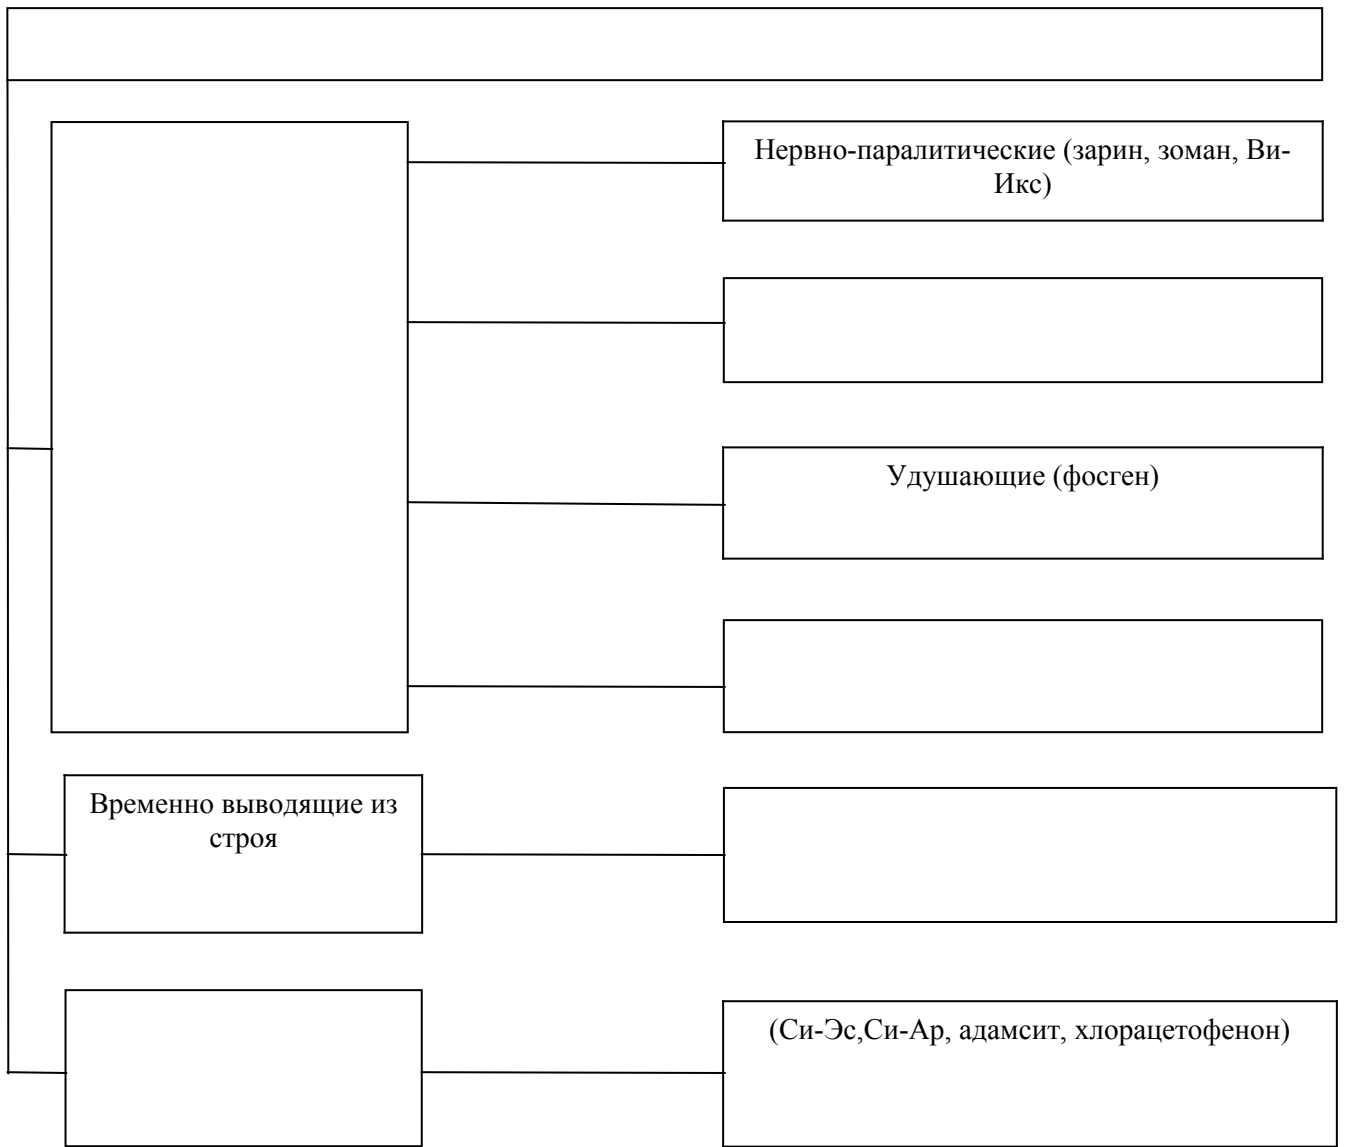 Нервно-паралитические (зарин, зоман, Ви-
Икс)
Удушающие (фосген)
Временно выводящие из
строя
(Си-Эс,Си-Ар, адамсит, хлорацетофенон)